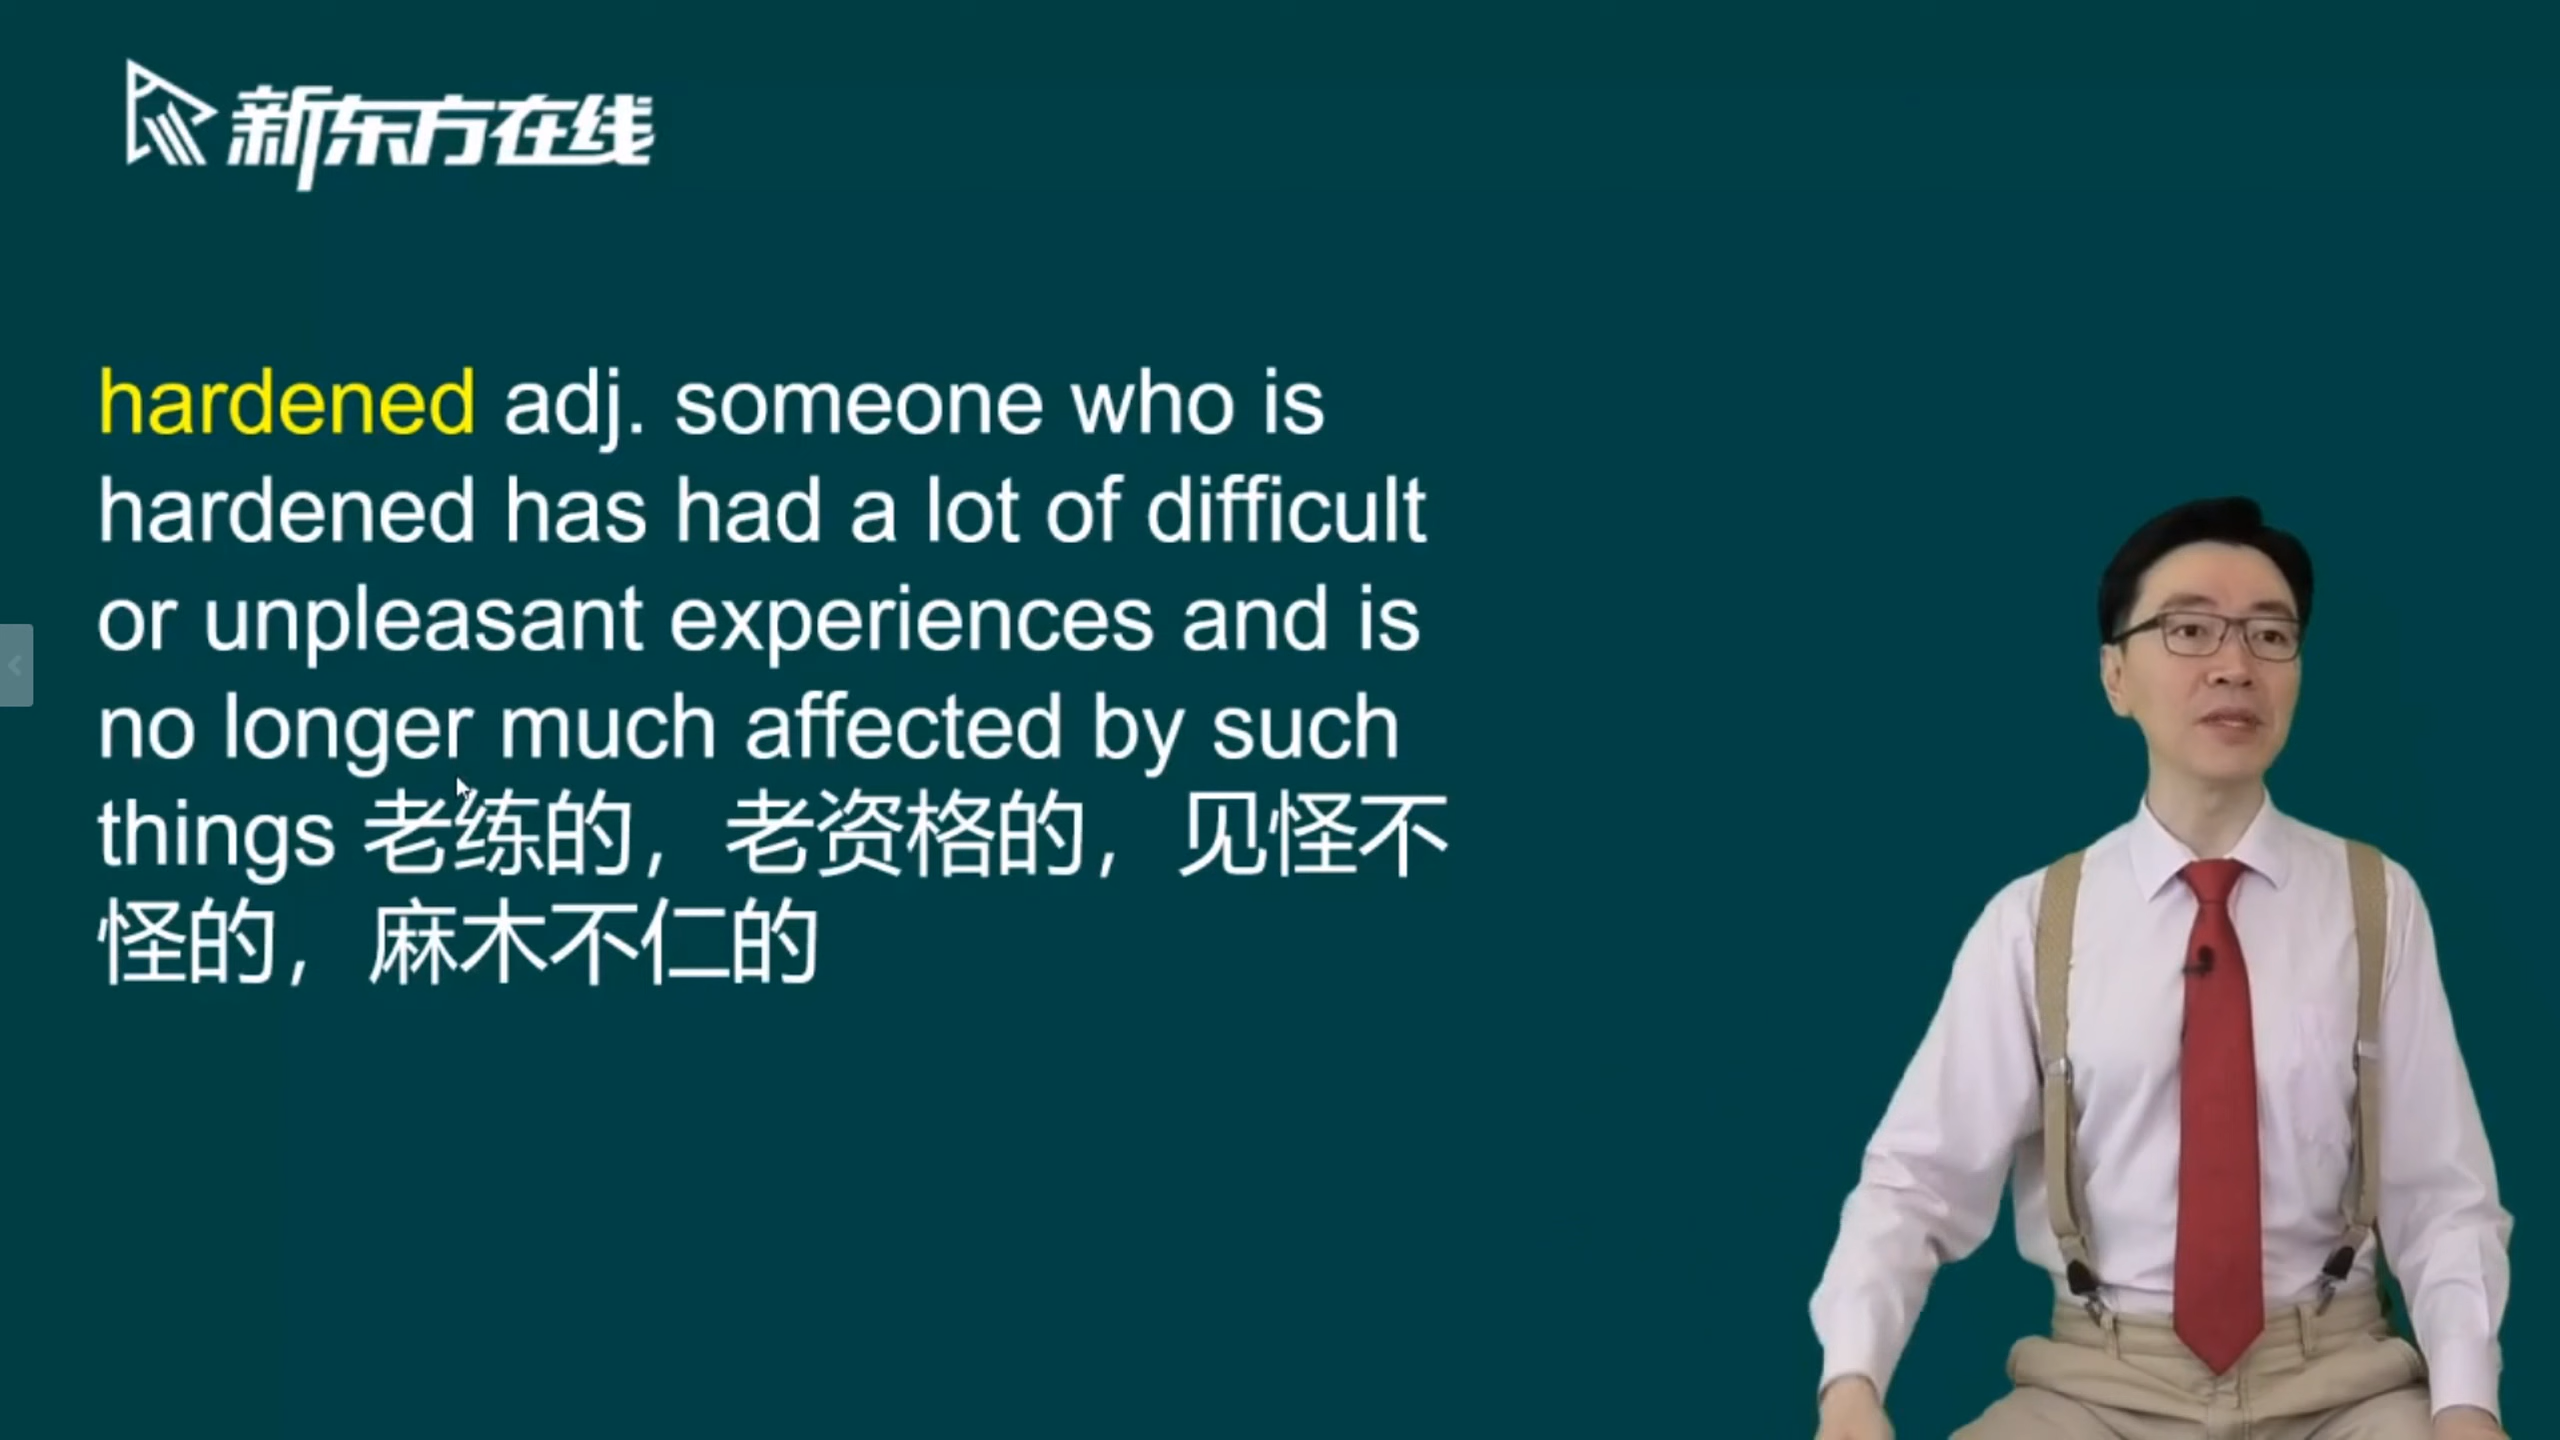 新东方在线
hardened adj. someone who is
hardened has had a lot of difficult
or unpleasant experiences and is
no longer much affected by such
things 老练的，老资格的，见怪不
怪的，麻木不仁的